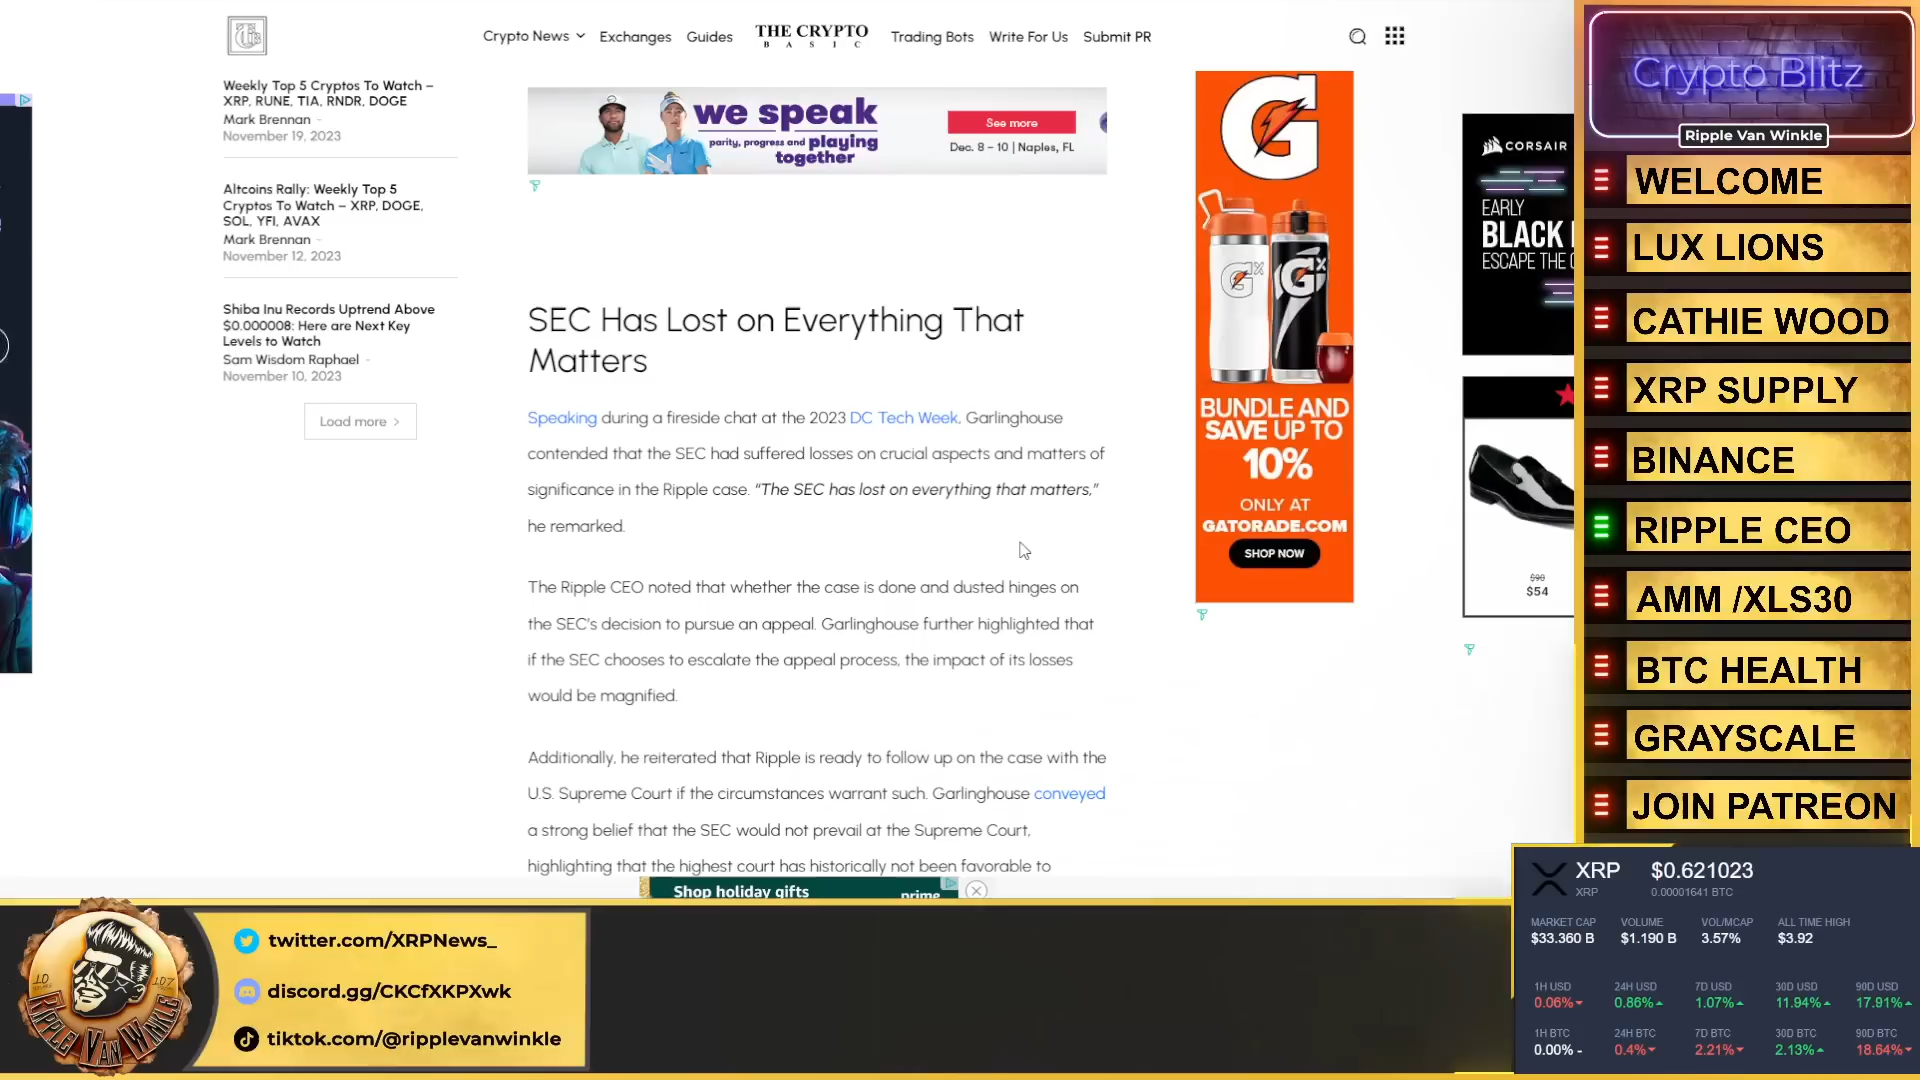 Crypto News
Exchanges
Guides
THE CRYPTO
BASIC
Trading Bots
Write For Us
Submit PR
Weekly Top 5 Cryptos To Watch –
XRP, RUNE, TIA, RNDR, DOGE
Mark Brennan -
November 19, 2023
Altcoins Rally: Weekly Top 5
Cryptos To Watch – XRP, DOGE,
SOL, YFI, AVAX
Mark Brennan -
November 12, 2023
Shiba Inu Records Uptrend Above
$0.000008: Here are Next Key
Levels to Watch
Sam Wisdom Raphael -
November 10, 2023
Load more >
we speak
parity, progress and playing
together
See more
Dec. 8 – 10 | Naples, FL
SEC Has Lost on Everything That
Matters
Speaking during a fireside chat at the 2023 DC Tech Week, Garlinghouse
contended that the SEC had suffered losses on crucial aspects and matters of
significance in the Ripple case. “The SEC has lost on everything that matters,”
he remarked.
The Ripple CEO noted that whether the case is done and dusted hinges on
the SEC’s decision to pursue an appeal. Garlinghouse further highlighted that
if the SEC chooses to escalate the appeal process, the impact of its losses
would be magnified.
Additionally, he reiterated that Ripple is ready to follow up on the case with the
U.S. Supreme Court if the circumstances warrant such. Garlinghouse conveyed
a strong belief that the SEC would not prevail at the Supreme Court,
highlighting that the highest court has historically not been favorable to
Shop holiday gifts
prime
G
Gx
Gx
BUNDLE AND
SAVE UP TO
10%
ONLY AT
GATORADE.COM
SHOP NOW
CORSAIR
EARLY
BLACK
ESCAPE THE
$90
$54
Crypto Blitz
Ripple Van Winkle
WELCOME
LUX LIONS
CATHIE WOOD
XRP SUPPLY
BINANCE
RIPPLE CEO
AMM /XLS30
BTC HEALTH
GRAYSCALE
JOIN PATREON
XRP $0.621023
XRP 0.00001641 BTC
MARKET CAP VOLUME VOL/MCAP ALL TIME HIGH
$33.360 B $1.190 B 3.57% $3.92
1H USD 24H USD 7D USD 30D USD 90D USD
0.06% 0.86% 1.07% 11.94% 17.91%
1H BTC 24H BTC 7D BTC 30D BTC 90D BTC
0.00% - 0.4% 2.21% 2.13% 18.64%
RIPPLE VAN WINKLE
twitter.com/XRPNews_
discord.gg/CKCfXKPXwk
tiktok.com/@ripplevanwinkle